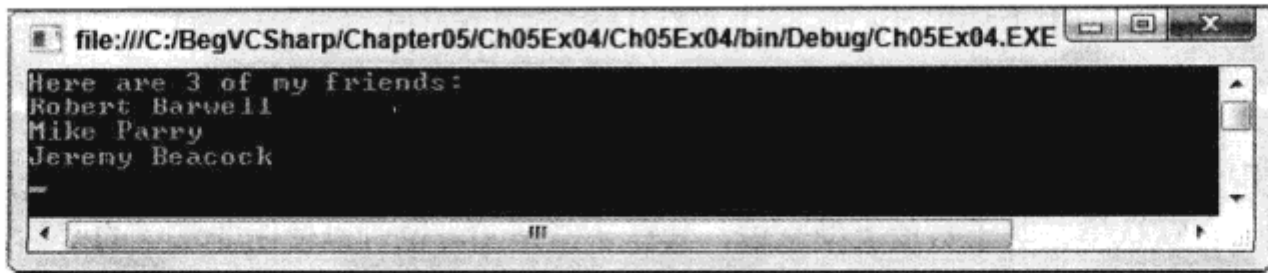 file:///C:/BegVCSharp/Chapter05/Ch05Ex04/Ch05Ex04/bin/Debug/Ch05Ex04.EXE
Here are 3 of my friends:
Robert Barwell
Mike Parry
Jeremy Beacock